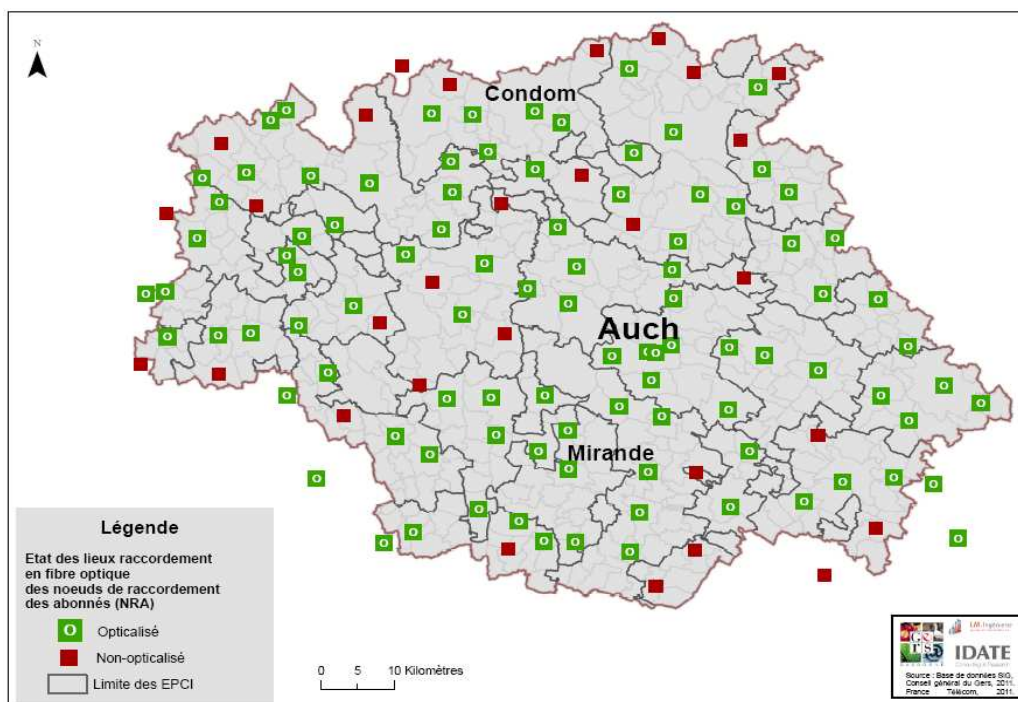 N
Condom
Auch
Mirande
Légende
Etat des lieux raccordement
en fibre optique
des noeuds de raccordement
des abonnés (NRA)
O Opticalisé
Non-opticalisé
Limite des EPCI
0 5 10 Kilomètres
IDATE
Source : Base de données SIG,
Conseil général du Gers, 2011.
France Télécom, 2011.